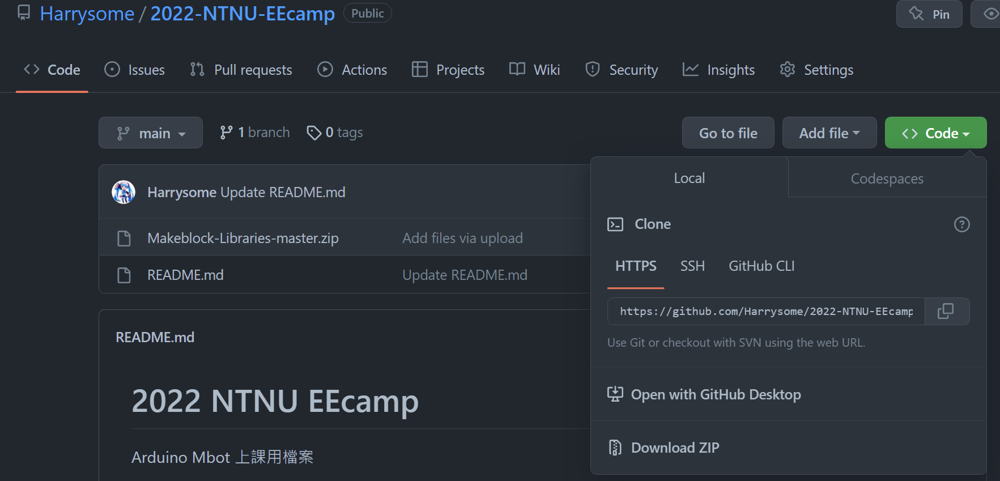 Harrysome / 2022-NTNU-EEcamp Public
Pin
Code Issues Pull requests Actions Projects Wiki Security Insights Settings
main 1 branch 0 tags Go to file Add file Code
Harrysome Update README.md
Makeblock-Libraries-master.zip Add files via upload
README.md Update README.md
README.md
2022 NTNU EEcamp
Arduino Mbot 上課用檔案
Local Codespaces
Clone
HTTPS SSH GitHub CLI
https://github.com/Harrysome/2022-NTNU-EEcamp
Use Git or checkout with SVN using the web URL.
Open with GitHub Desktop
Download ZIP